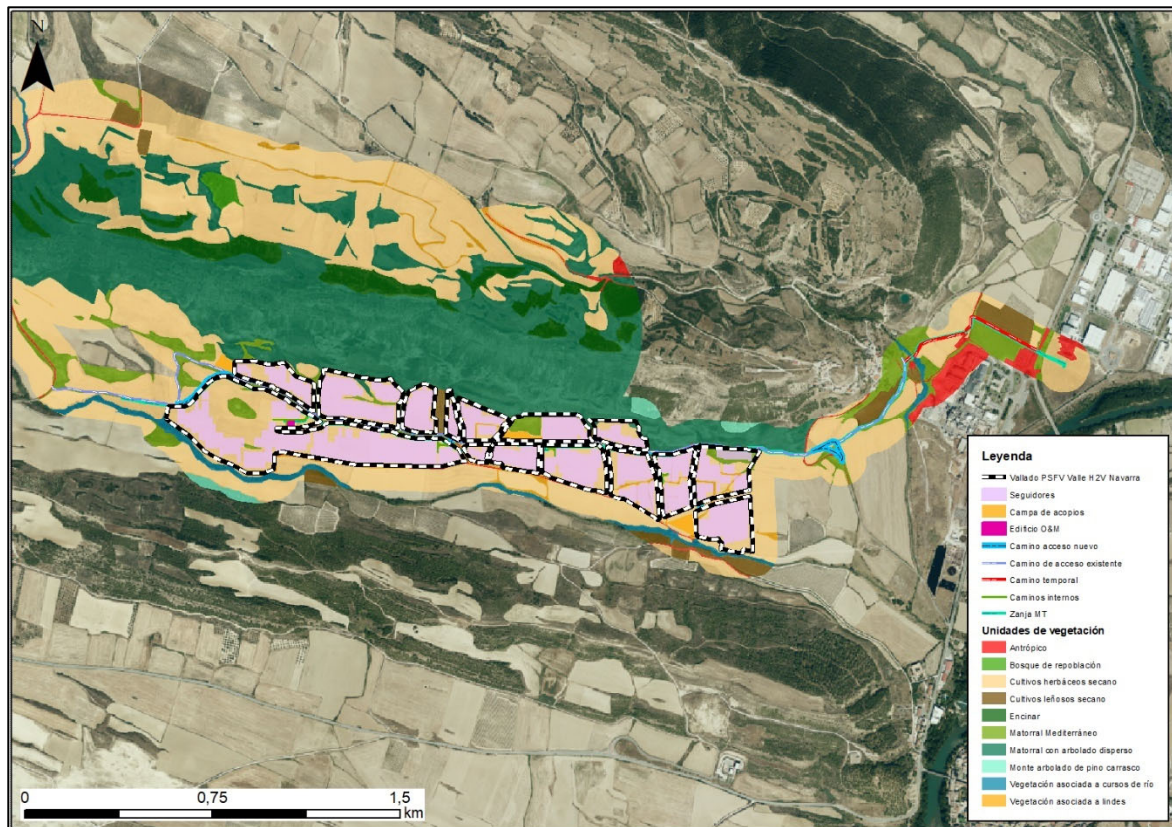 N
Leyenda
Vallado PSFV Valle H2V Navarra
Seguidores
Campa de acopios
Edificio O&M
Camino acceso nuevo
Camino de acceso existente
Camino temporal
Caminos internos
Zanja MT
Unidades de vegetación
Antrópico
Bosque de repoblación
Cultivos herbáceos secano
Cultivos leñosos secano
Encinar
Matorral Mediterráneo
Matorral con arbolado disperso
Monte arbolado de pino carrasco
Vegetación asociada a cursos de río
Vegetación asociada a lindes
0 0,75 1,5
km